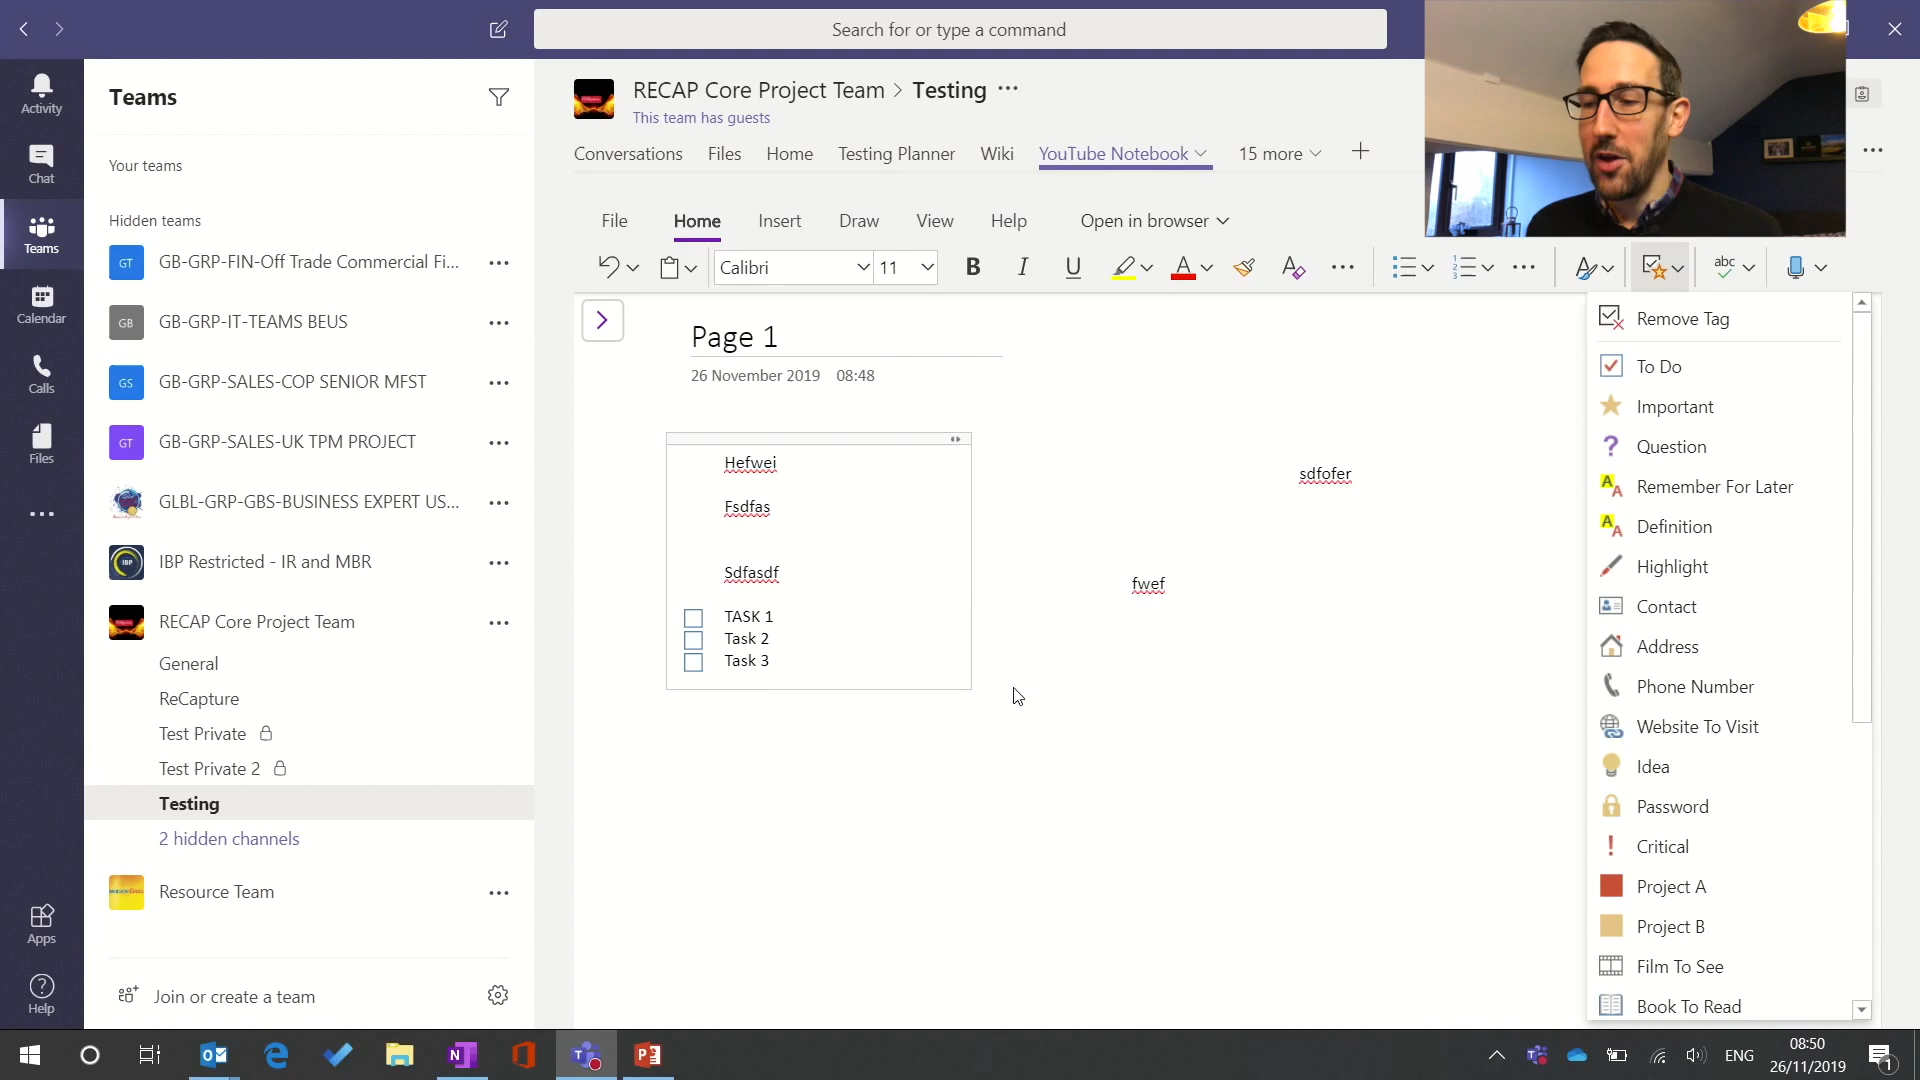 Search for or type a command
Activity
Chat
Teams
Calendar
Calls
Files
Apps
Help
Teams
Your teams
Hidden teams
GT
GB-GRP-FIN-Off Trade Commercial Fi...
GB
GB-GRP-IT-TEAMS BEUS
GS
GB-GRP-SALES-COP SENIOR MFST
GT
GB-GRP-SALES-UK TPM PROJECT
GLBL-GRP-GBS-BUSINESS EXPERT US...
IBP
IBP Restricted - IR and MBR
RECAP Core Project Team
General
ReCapture
Test Private
Test Private 2
Testing
2 hidden channels
Resource Team
Join or create a team
RECAP Core Project Team > Testing
This team has guests
Conversations Files Home Testing Planner Wiki YouTube Notebook 15 more
File Home Insert Draw View Help Open in browser
Calibri 11 B I U A A abc
Page 1
26 November 2019 08:48
Hefwei
Fsdfas
Sdfasdf
TASK 1
Task 2
Task 3
sdfofer
fwef
Remove Tag
To Do
Important
Question
Remember For Later
Definition
Highlight
Contact
Address
Phone Number
Website To Visit
Idea
Password
Critical
Project A
Project B
Film To See
Book To Read
ENG
08:50
26/11/2019
1